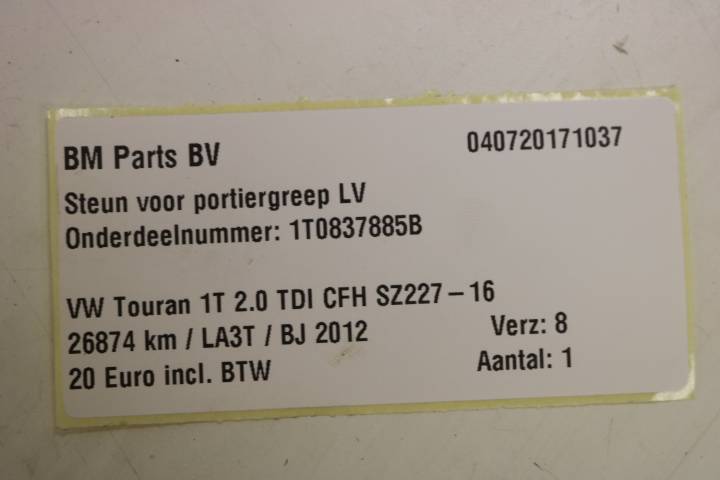 BM Parts BV 040720171037
Steun voor portiergreep LV
Onderdeelnummer: 1T0837885B
VW Touran 1T 2.0 TDI CFH SZ227-16
26874 km / LA3T / BJ 2012 Verz: 8
20 Euro incl. BTW Aantal: 1